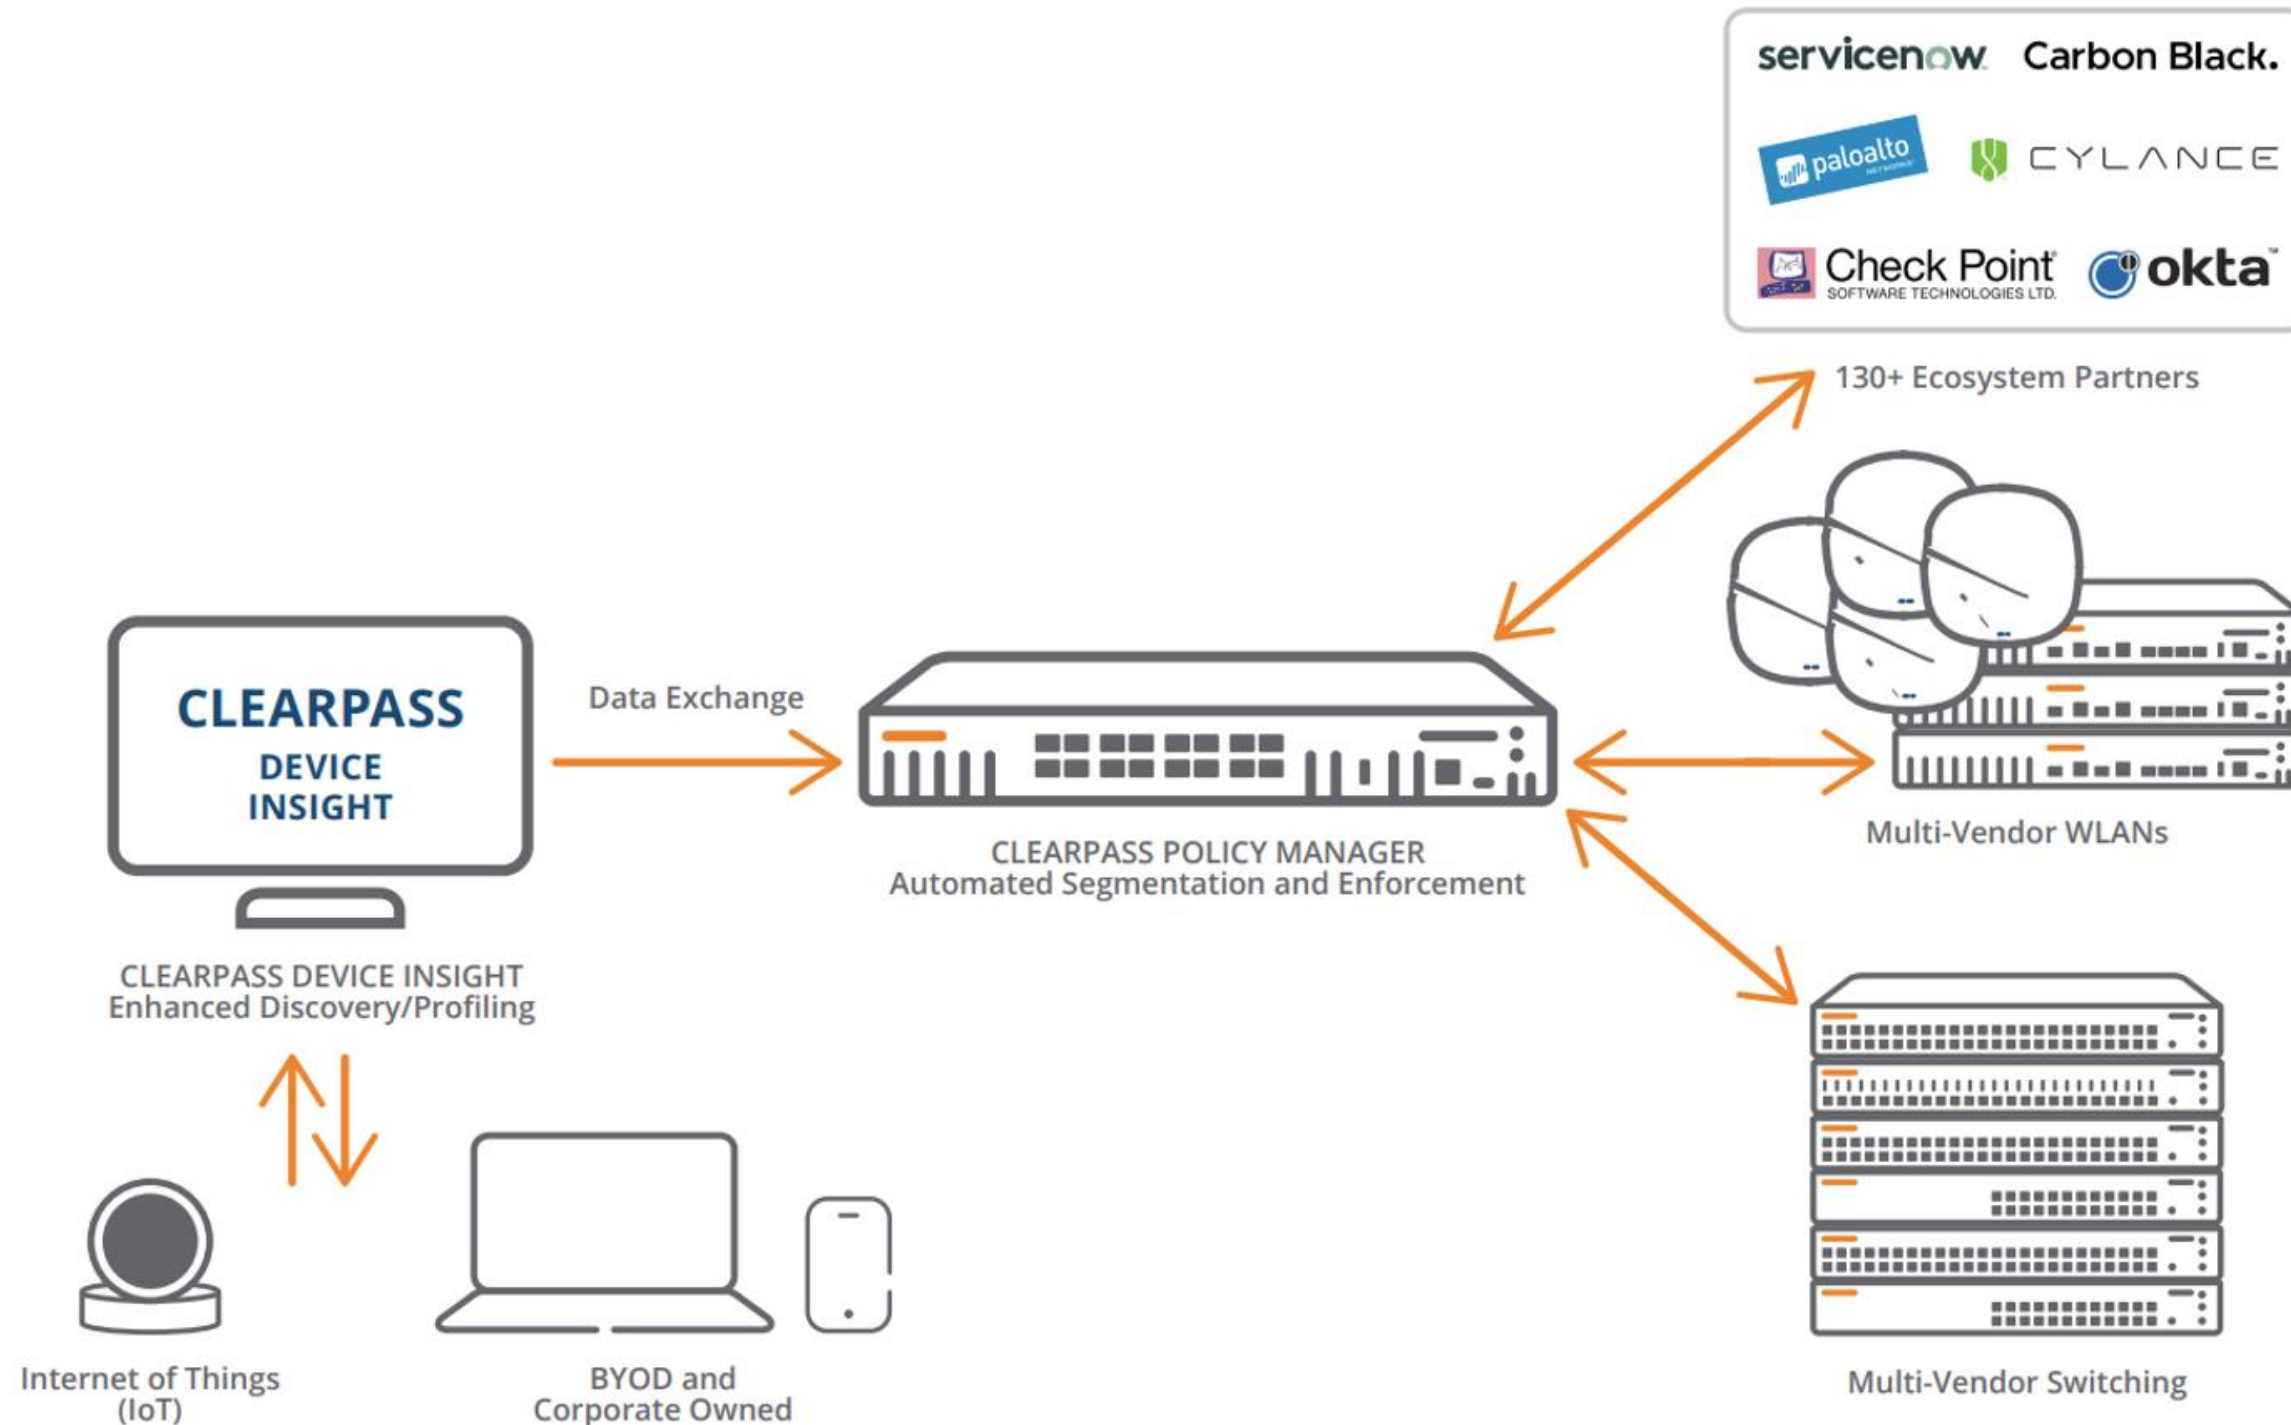 servicenow Carbon Black.
paloalto
NETWORKS
CYLANCE
Check Point
SOFTWARE TECHNOLOGIES LTD.
okta™
130+ Ecosystem Partners
CLEARPASS
DEVICE
INSIGHT
Data Exchange
CLEARPASS POLICY MANAGER
Automated Segmentation and Enforcement
Multi-Vendor WLANs
CLEARPASS DEVICE INSIGHT
Enhanced Discovery/Profiling
Internet of Things
(IoT)
BYOD and
Corporate Owned
Multi-Vendor Switching